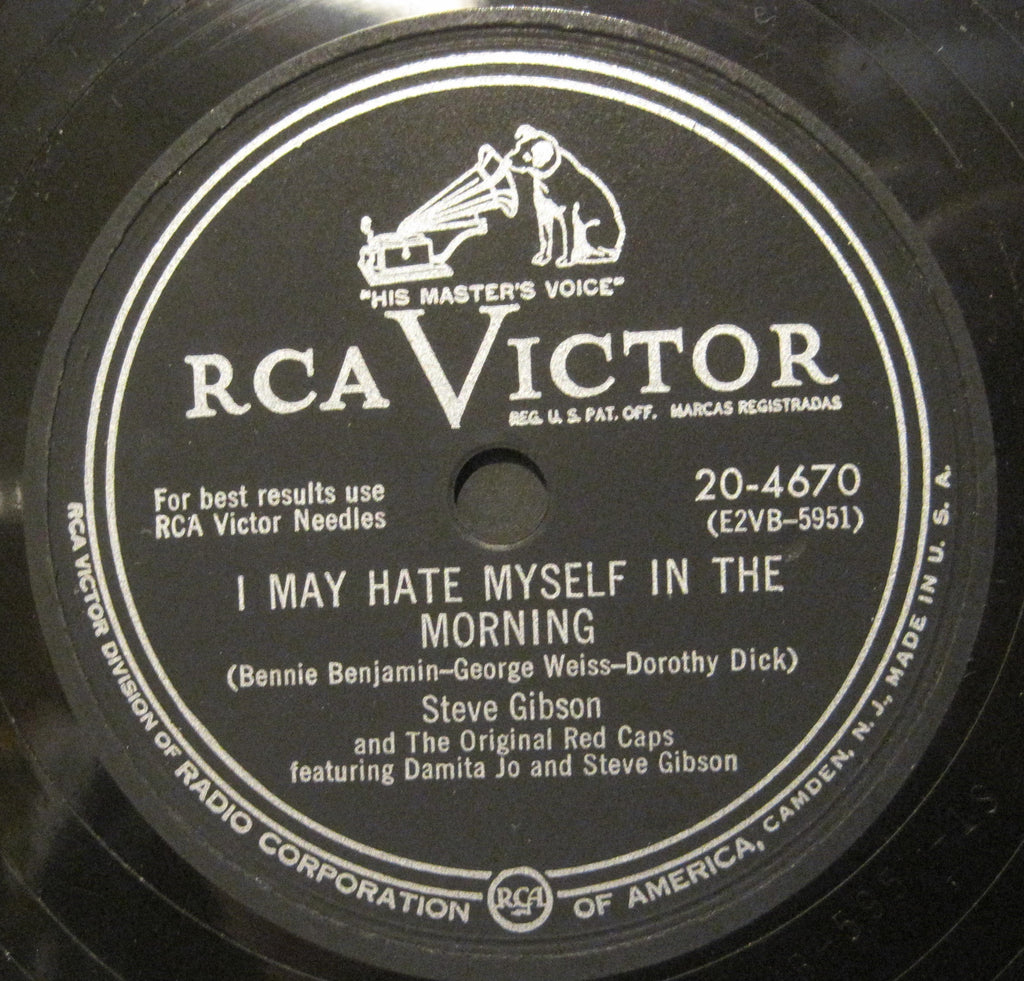 "HIS MASTER'S VOICE"
RCA VICTOR
REG. U. S. PAT. OFF. MARCAS REGISTRADAS
For best results use
RCA Victor Needles
20-4670
(E2VB-5951)
I MAY HATE MYSELF IN THE
MORNING
(Bennie Benjamin-George Weiss-Dorothy Dick)
Steve Gibson
and The Original Red Caps
featuring Damita Jo and Steve Gibson
RCA VICTOR DIVISION OF RADIO CORPORATION RCA OF AMERICA, CAMDEN, N. J., MADE IN U. S. A.